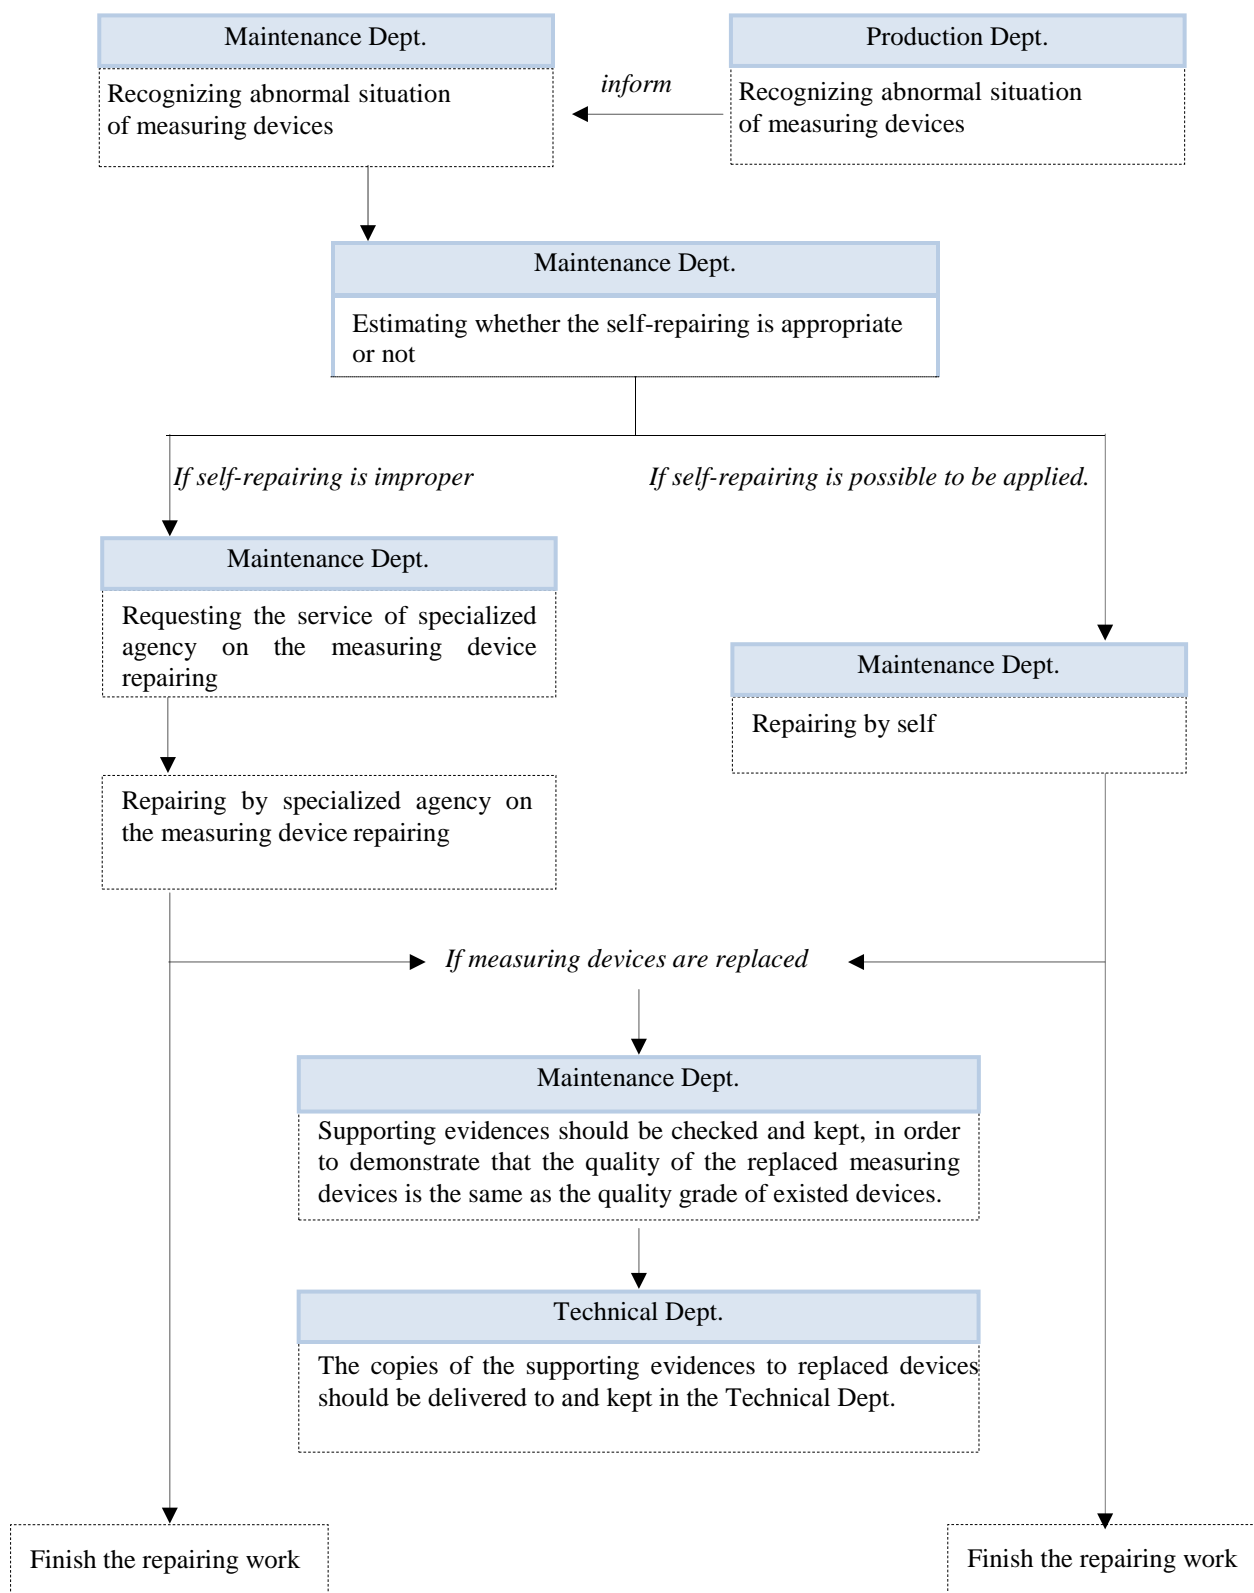 Maintenance Dept.
Recognizing abnormal situation
of measuring devices
inform
Production Dept.
Recognizing abnormal situation
of measuring devices
Maintenance Dept.
Estimating whether the self-repairing is appropriate
or not
If self-repairing is improper
If self-repairing is possible to be applied.
Maintenance Dept.
Requesting the service of specialized
agency on the measuring device
repairing
Maintenance Dept.
Repairing by self
Repairing by specialized agency on
the measuring device repairing
If measuring devices are replaced
Maintenance Dept.
Supporting evidences should be checked and kept, in order
to demonstrate that the quality of the replaced measuring
devices is the same as the quality grade of existed devices.
Technical Dept.
The copies of the supporting evidences to replaced devices
should be delivered to and kept in the Technical Dept.
Finish the repairing work
Finish the repairing work